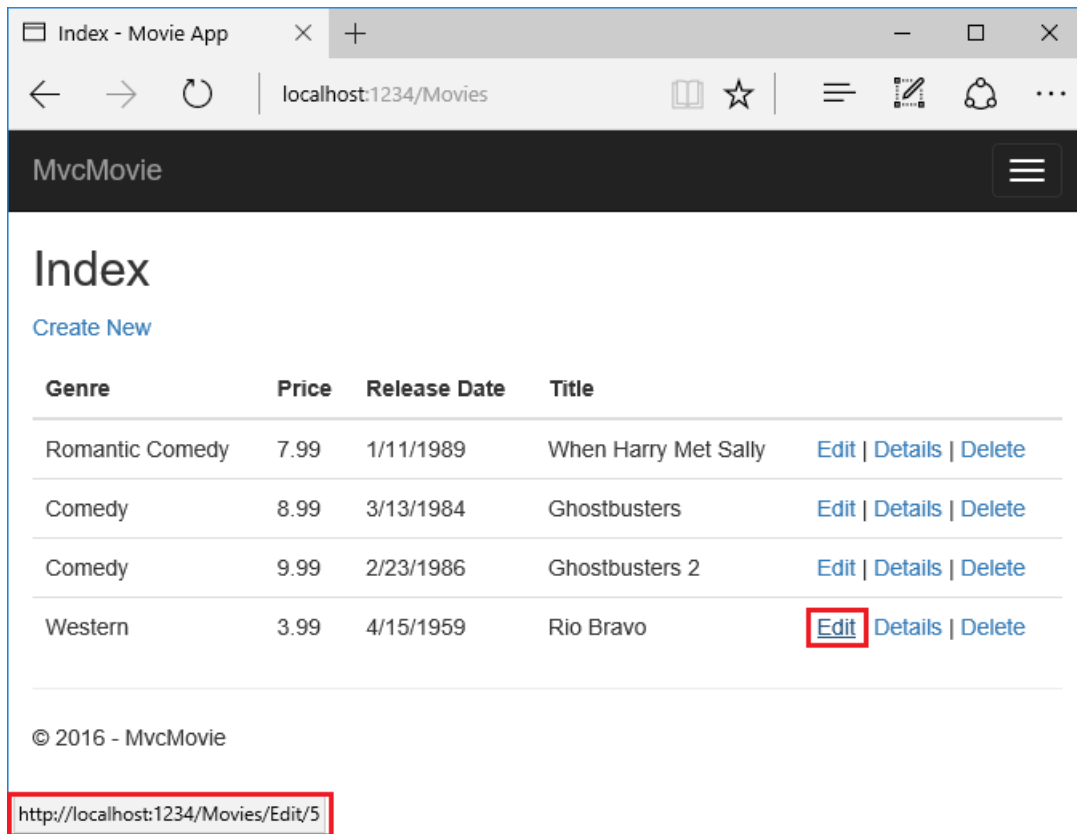 Index - Movie App
localhost:1234/Movies
MvcMovie
Index
Create New
Genre Price Release Date Title
Romantic Comedy 7.99 1/11/1989 When Harry Met Sally Edit | Details | Delete
Comedy 8.99 3/13/1984 Ghostbusters Edit | Details | Delete
Comedy 9.99 2/23/1986 Ghostbusters 2 Edit | Details | Delete
Western 3.99 4/15/1959 Rio Bravo Edit Details | Delete
© 2016 - MvcMovie
http://localhost:1234/Movies/Edit/5